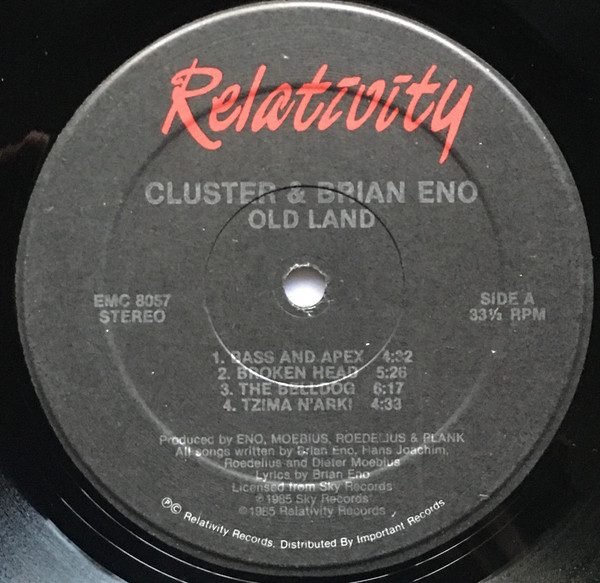 Relativity
CLUSTER & BRIAN ENO
OLD LAND
EMC 8057
STEREO
SIDE A
33⅓ RPM
1. BASS AND APEX 4:32
2. BROKEN HEAD 5:26
3. THE BELLDOG 6:17
4. TZIMA N'ARKI 4:33
Produced by ENO, MOEBIUS, ROEDELIUS & PLANK
All songs written by Brian Eno, Hans Joachim,
Roedelius and Dieter Moebius
Lyrics by Brian Eno
Licensed from Sky Records
℗1985 Sky Records
©1985 Relativity Records
℗© Relativity Records, Distributed By Important Records